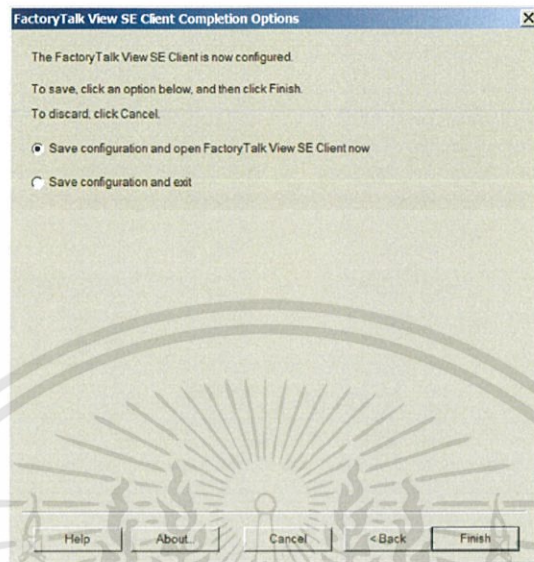 FactoryTalk View SE Client Completion Options
The FactoryTalk View SE Client is now configured.
To save, click an option below, and then click Finish.
To discard, click Cancel.
Save configuration and open FactoryTalk View SE Client now
Save configuration and exit
Help About... Cancel < Back Finish